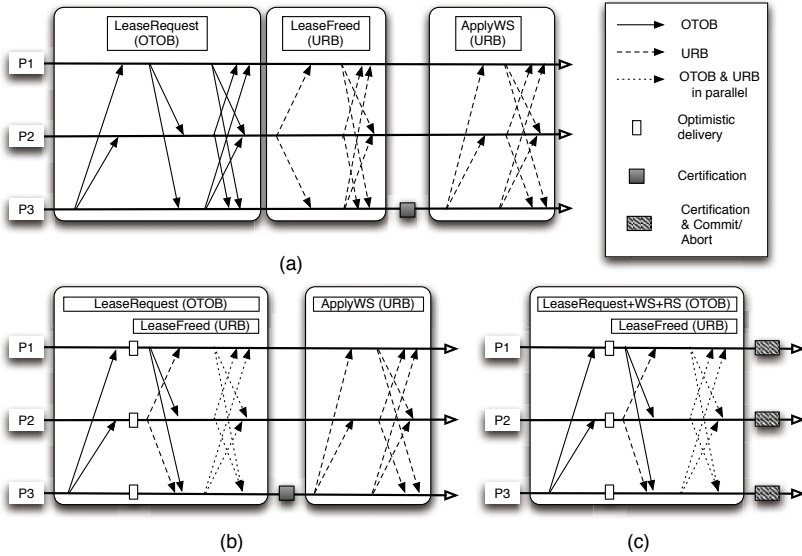 LeaseRequest
(OTOB)
LeaseFreed
(URB)
ApplyWS
(URB)
P1
P2
P3
(a)
OTOB
URB
OTOB & URB
in parallel
Optimistic
delivery
Certification
Certification
& Commit/
Abort
LeaseRequest (OTOB)
LeaseFreed (URB)
ApplyWS (URB)
P1
P2
P3
(b)
LeaseRequest+WS+RS (OTOB)
LeaseFreed (URB)
P1
P2
P3
(c)